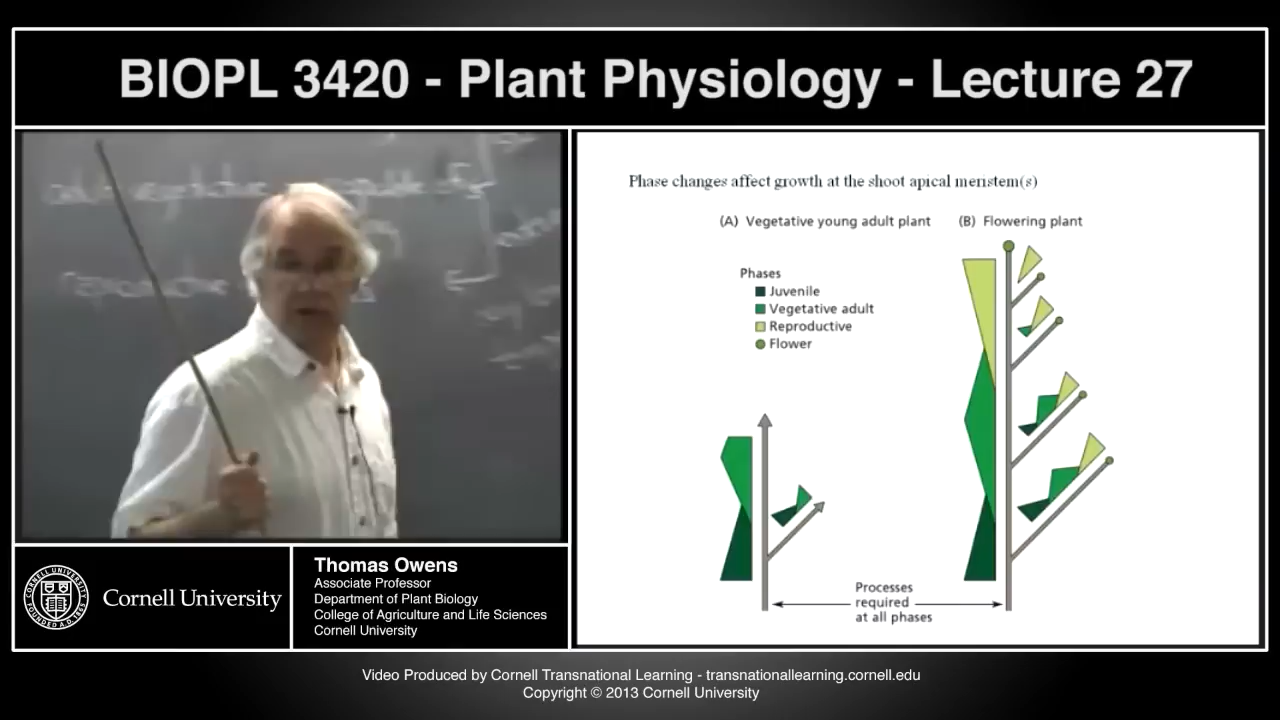 BIOPL 3420 - Plant Physiology - Lecture 27
Reproductive
Thomas Owens
Associate Professor
Department of Plant Biology
College of Agriculture and Life Sciences
Cornell University
Cornell University
Phase changes affect growth at the shoot apical meristem(s)
(A) Vegetative young adult plant
(B) Flowering plant
Phases
Juvenile
Vegetative adult
Reproductive
Flower
Processes
required
at all phases
Video Produced by Cornell Transnational Learning - transnationallearning.cornell.edu
Copyright © 2013 Cornell University